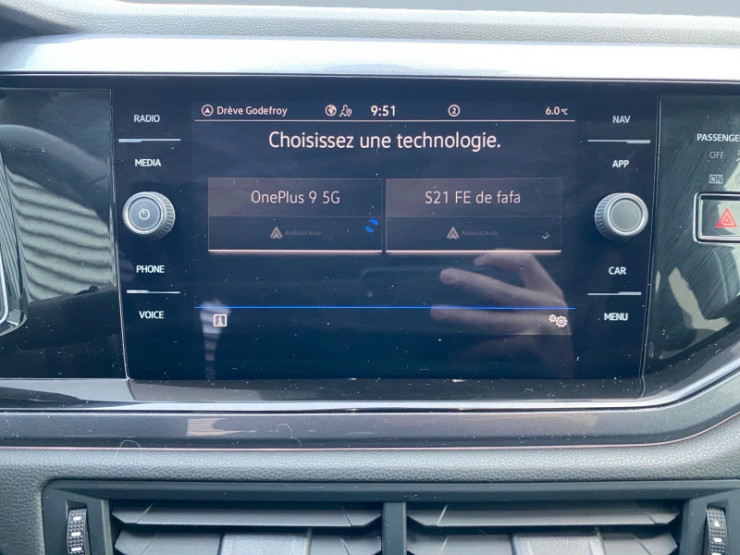 RADIO
MEDIA
PHONE
VOICE
Drève Godefroy
9:51
2
6.0 °C
Choisissez une technologie.
OnePlus 9 5G
Android Auto
S21 FE de fafa
Android Auto
i
NAV
APP
CAR
MENU
PASSENGE
OFF
ON